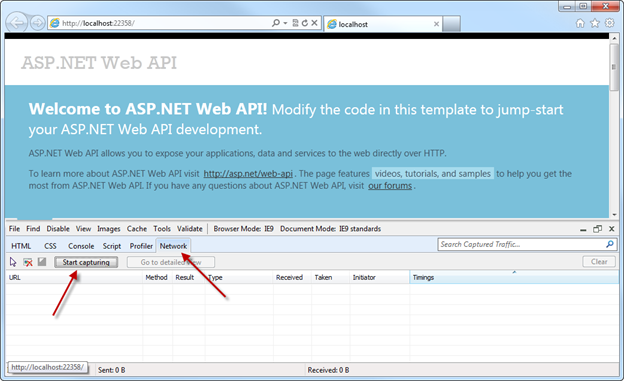 http://localhost:22358/
localhost
ASP.NET Web API
Welcome to ASP.NET Web API! Modify the code in this template to jump-start
your ASP.NET Web API development.
ASP.NET Web API allows you to expose your applications, data and services to the web directly over HTTP.
To learn more about ASP.NET Web API visit http://asp.net/web-api . The page features videos, tutorials, and samples to help you get the
most from ASP.NET Web API. If you have any questions about ASP.NET Web API, visit our forums .
File Find Disable View Images Cache Tools Validate Browser Mode: IE9 Document Mode: IE9 standards
HTML CSS Console Script Profiler Network Search Captured Traffic...
Start capturing Go to detailed view Clear
URL Method Result Type Received Taken Initiator Timings
http://localhost:22358/
Sent: 0 B Received: 0 B